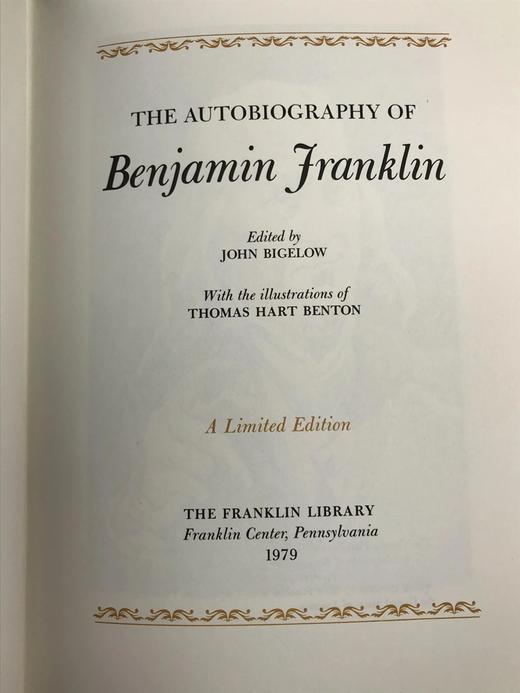 THE AUTOBIOGRAPHY OF
Benjamin Franklin
Edited by
JOHN BIGELOW
With the illustrations of
THOMAS HART BENTON
A Limited Edition
THE FRANKLIN LIBRARY
Franklin Center, Pennsylvania
1979